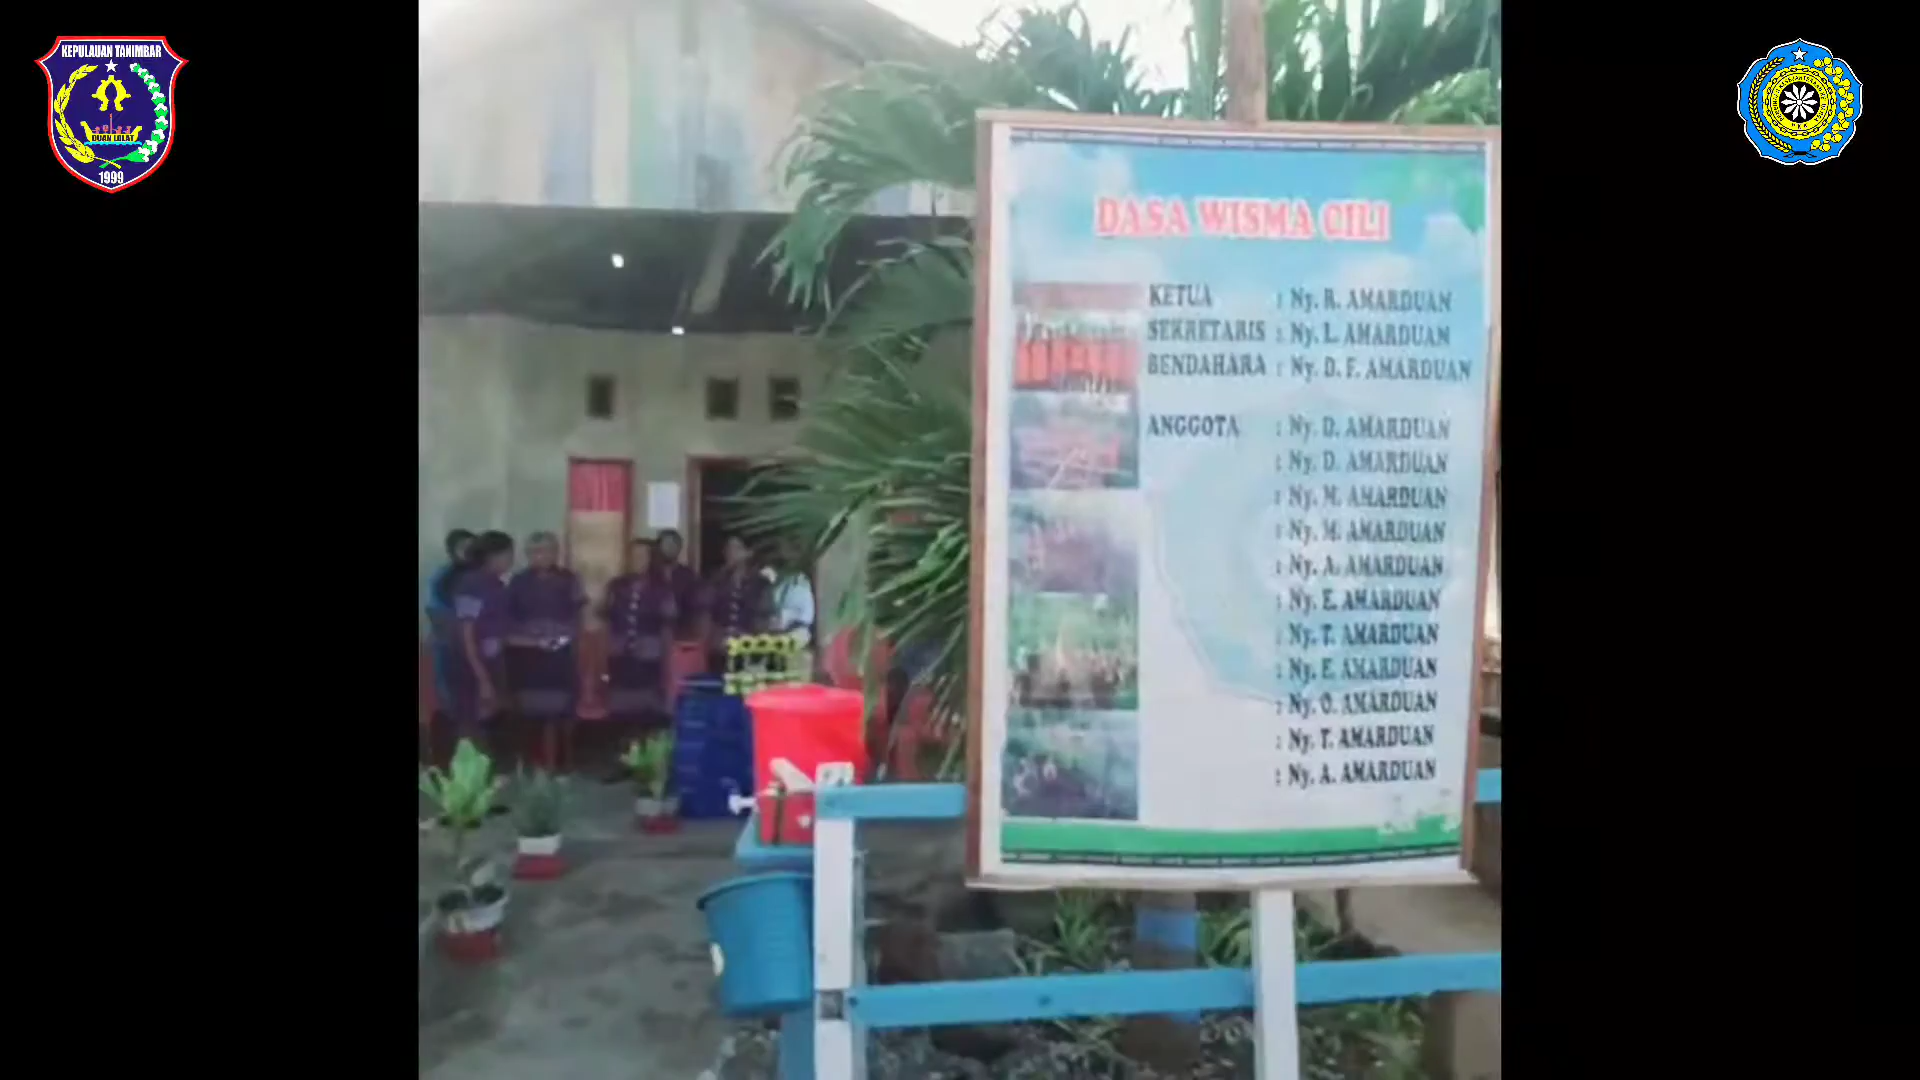 KEPULAUAN TANIMBAR
DUAN LOLAT
1999
DASA WISMA CILI
KETUA : Ny. R. AMARDUAN
SEKRETARIS : Ny. L. AMARDUAN
BENDAHARA : Ny. D. F. AMARDUAN
ANGGOTA : Ny. D. AMARDUAN
: Ny. D. AMARDUAN
: Ny. M. AMARDUAN
: Ny. M. AMARDUAN
: Ny. A. AMARDUAN
: Ny. E. AMARDUAN
: Ny. T. AMARDUAN
: Ny. E. AMARDUAN
: Ny. O. AMARDUAN
: Ny. T. AMARDUAN
: Ny. A. AMARDUAN